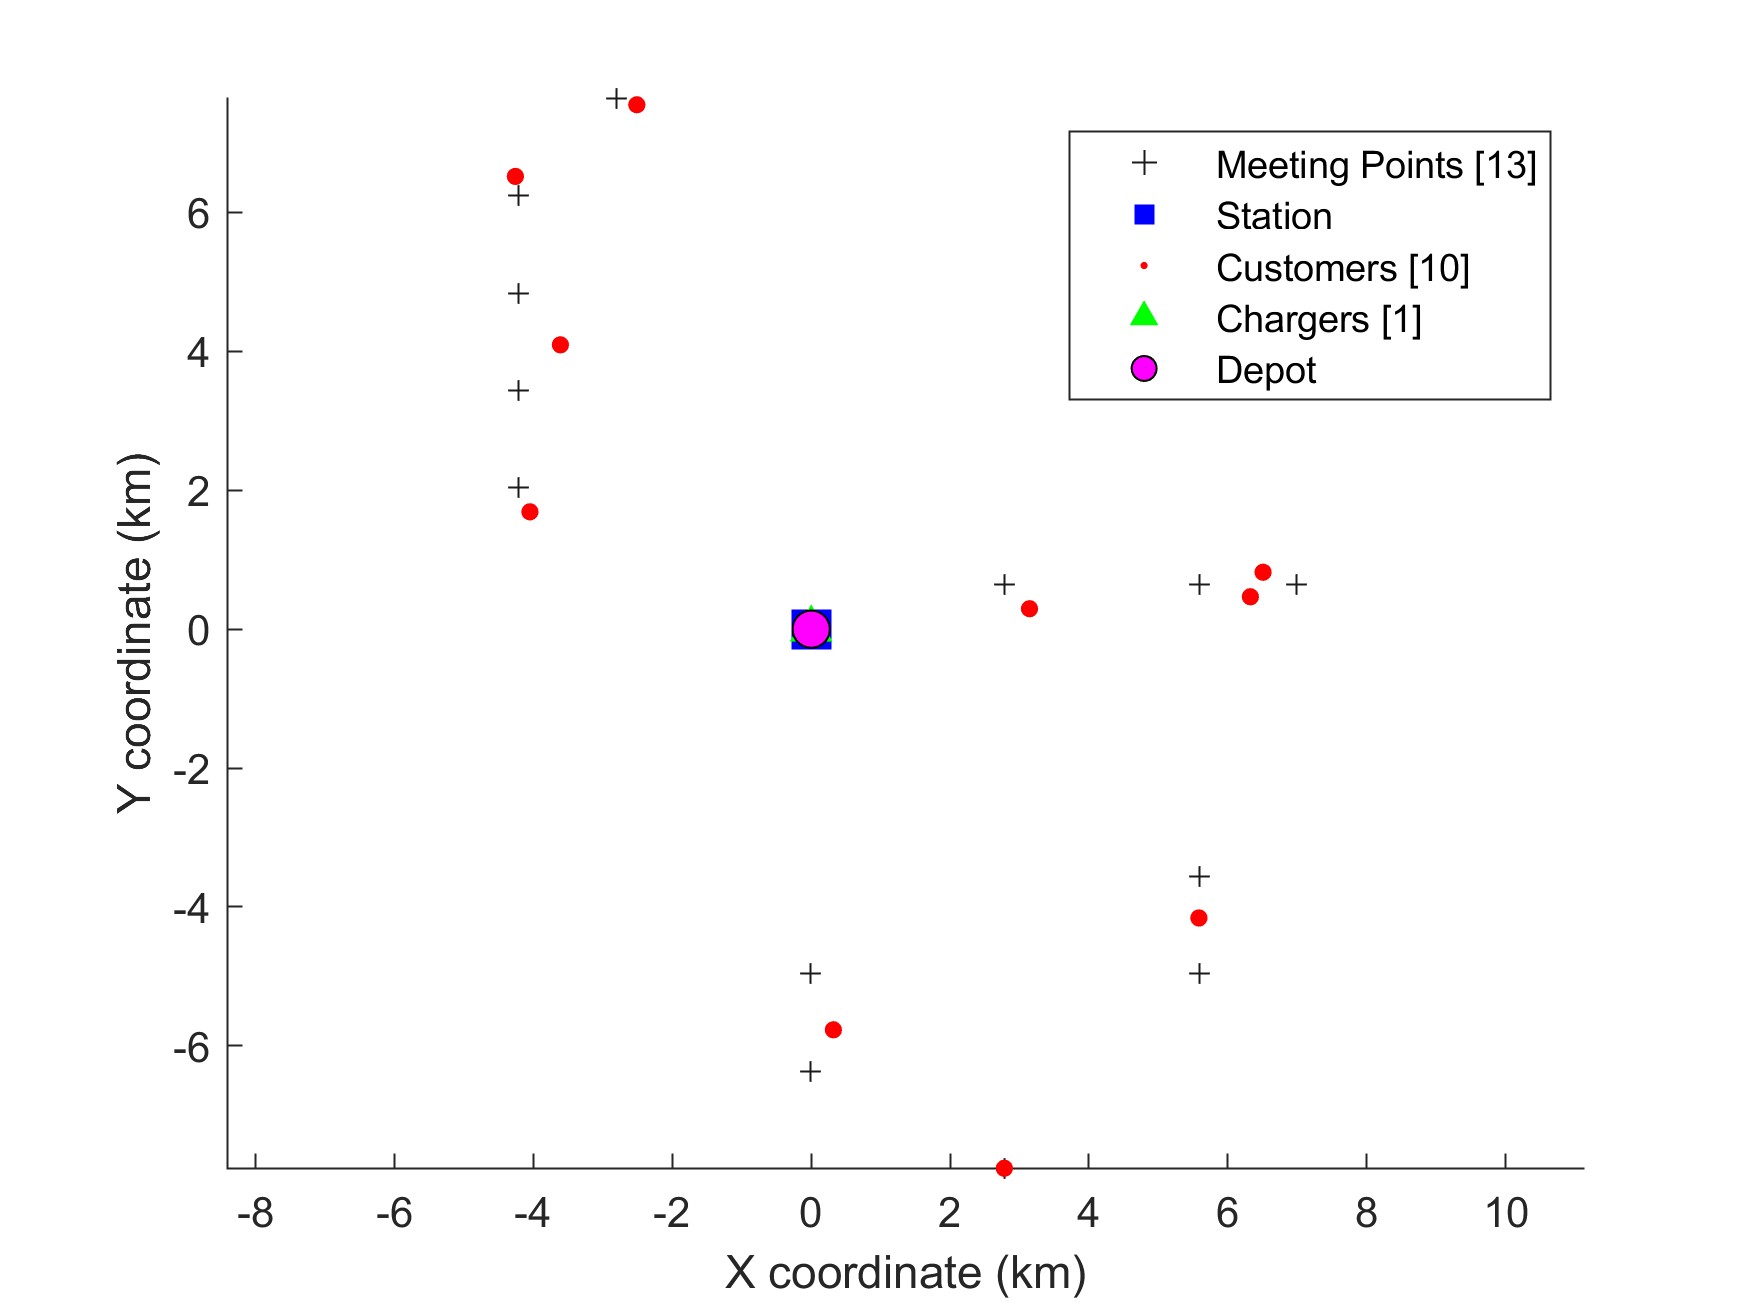 Meeting Points [13]
Station
Customers [10]
Chargers [1]
Depot
6
4
2
0
-2
-4
-6
Y coordinate (km)
-8 -6 -4 -2 0 2 4 6 8 10
X coordinate (km)